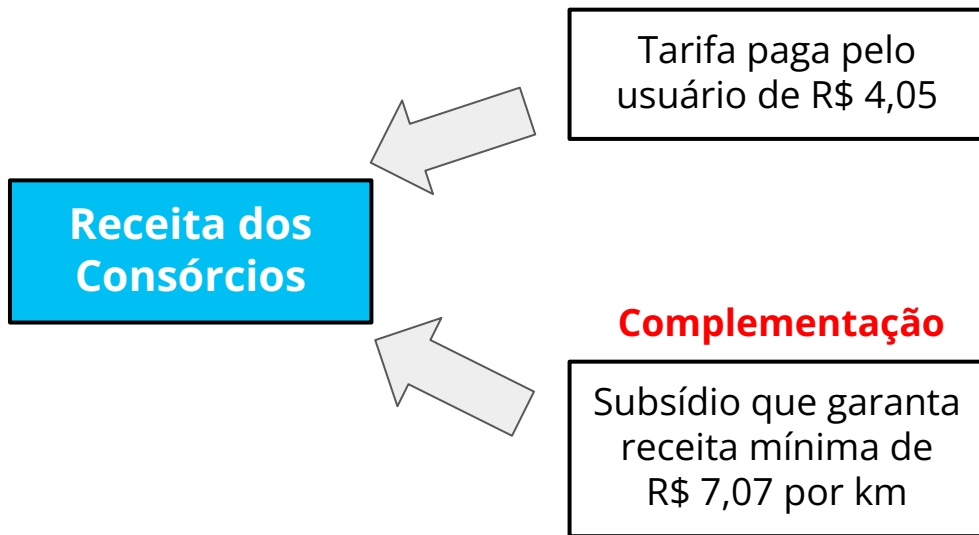 Tarifa paga pelo
usuário de R$ 4,05
Receita dos
Consórcios
Complementação
Subsídio que garanta
receita mínima de
R$ 7,07 por km